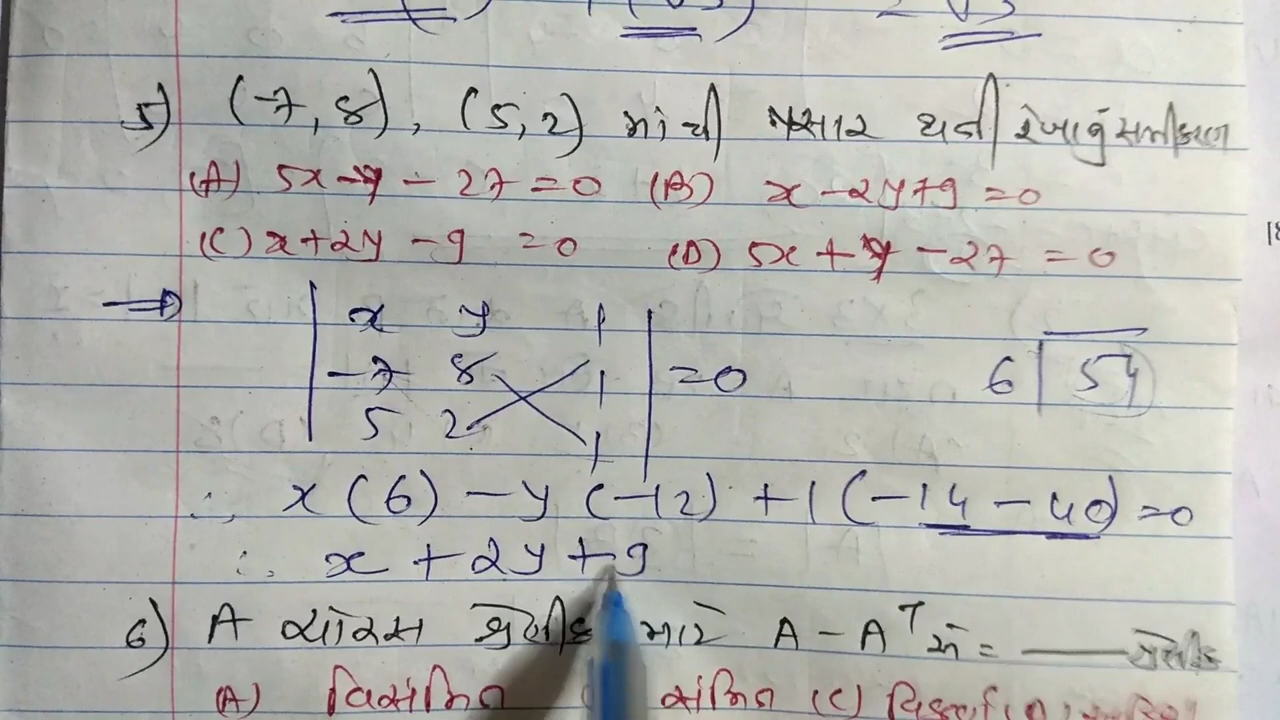 5) (-7, 8), (5, 2) માંથી પસાર થતી રેખાનું સમીકરણ
(A) 5x - y - 27 = 0 (B) x - 2y + 9 = 0
(C) x + 2y - 9 = 0 (D) 5x + y - 27 = 0
⇒ | x y 1 |
| -7 8 1 | = 0 6 | 54
| 5 2 1 |
∴ x (6) - y (-12) + 1 (-14 - 40) = 0
∴ x + 2y + 9
6) A ચોરસ શ્રેણિક માટે A - Aᵀ એ = ___ શ્રેણિક
(A) (C)